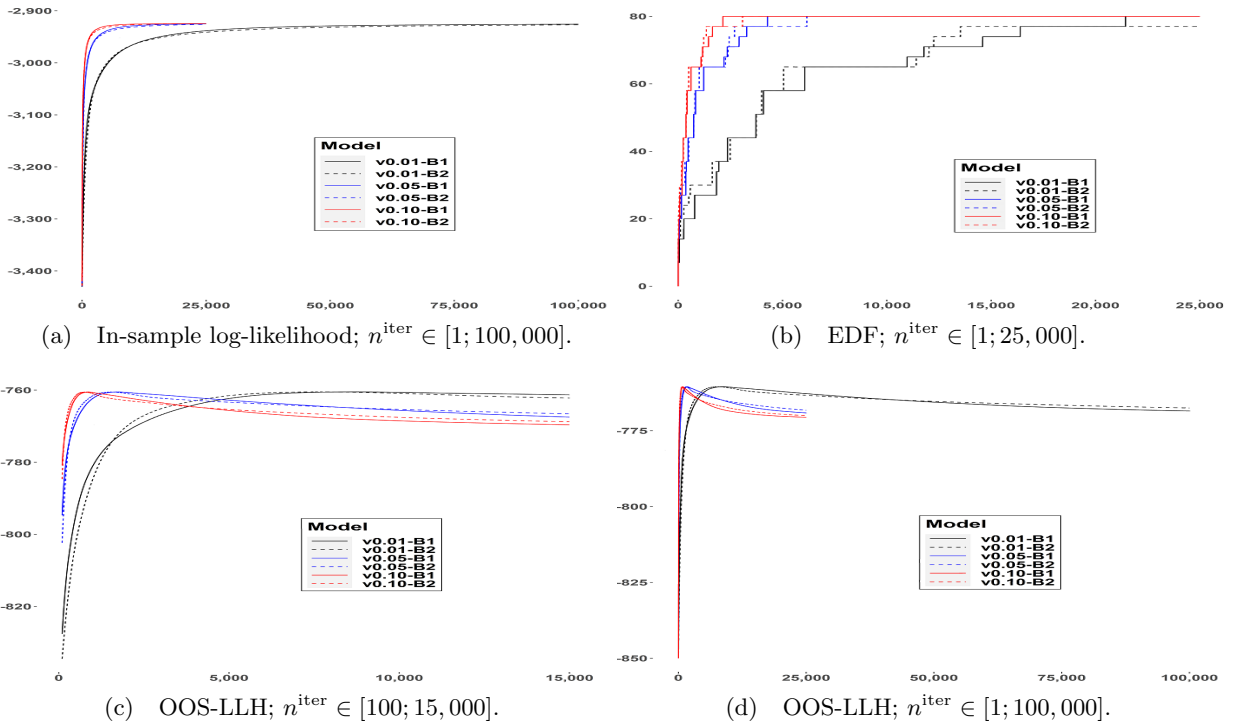 -2,900
-3,000
-3,100
-3,200
-3,300
-3,400
Model
v0.01-B1
v0.01-B2
v0.05-B1
v0.05-B2
v0.10-B1
v0.10-B2
0 25,000 50,000 75,000 100,000
(a) In-sample log-likelihood; n^iter ∈ [1; 100, 000].
80
60
40
20
0
Model
v0.01-B1
v0.01-B2
v0.05-B1
v0.05-B2
v0.10-B1
v0.10-B2
0 5,000 10,000 15,000 20,000 25,000
(b) EDF; n^iter ∈ [1; 25, 000].
-760
-780
-800
-820
Model
v0.01-B1
v0.01-B2
v0.05-B1
v0.05-B2
v0.10-B1
v0.10-B2
0 5,000 10,000 15,000
(c) OOS-LLH; n^iter ∈ [100; 15, 000].
-775
-800
-825
-850
Model
v0.01-B1
v0.01-B2
v0.05-B1
v0.05-B2
v0.10-B1
v0.10-B2
0 25,000 50,000 75,000 100,000
(d) OOS-LLH; n^iter ∈ [1; 100, 000].